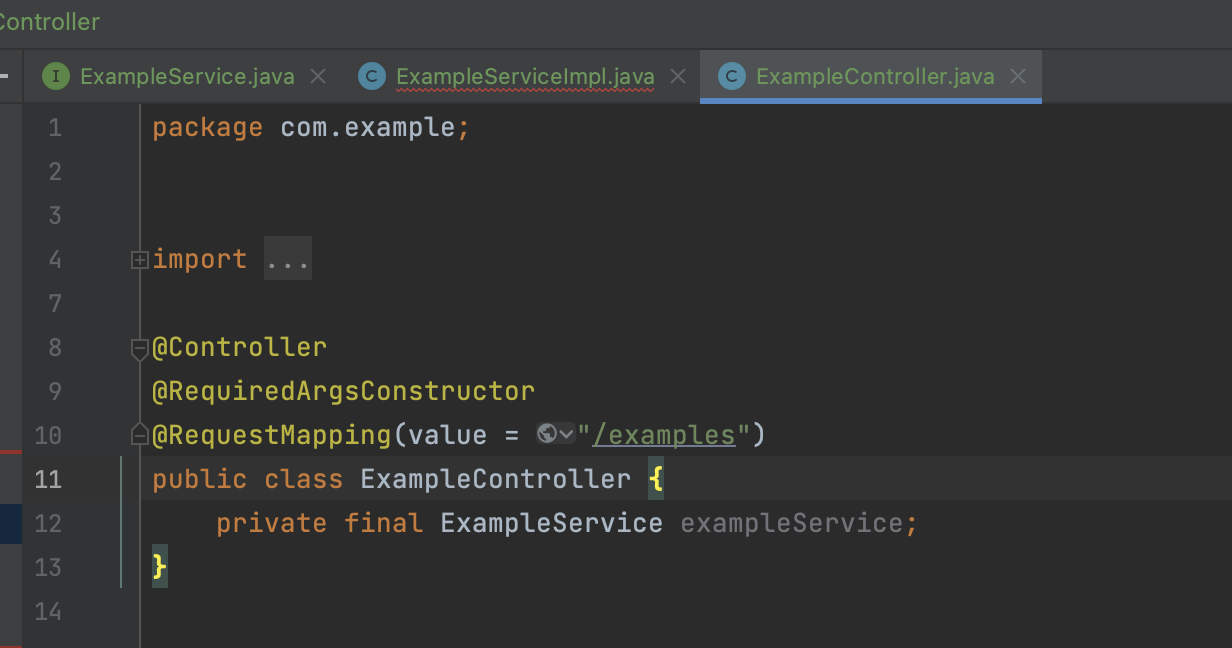 Controller
ExampleService.java ExampleServiceImpl.java ExampleController.java
1 package com.example;
2
3
4 import ...
7
8 @Controller
9 @RequiredArgsConstructor
10 @RequestMapping(value = "/examples")
11 public class ExampleController {
12 private final ExampleService exampleService;
13 }
14